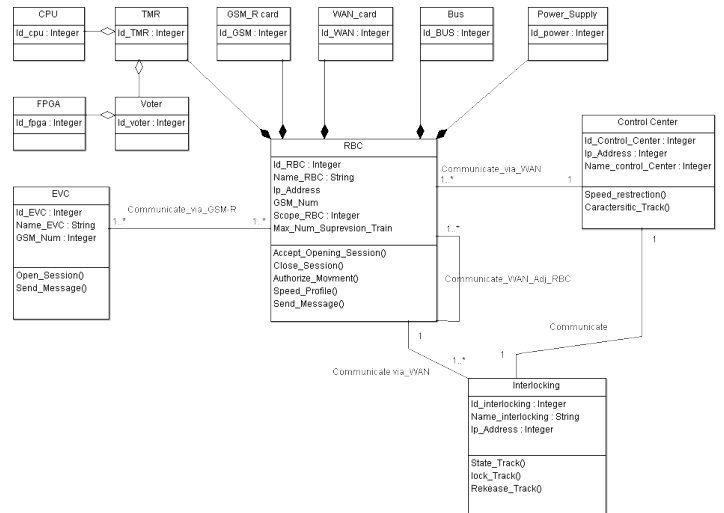 CPU
Id_cpu : Integer
TMR
Id_TMR : Integer
GSM_R card
Id_GSM : Integer
WAN_card
Id_WAN : Integer
Bus
Id_BUS : Integer
Power_Supply
Id_power : Integer
FPGA
Id_fpga : Integer
Voter
Id_voter : Integer
RBC
Id_RBC : Integer
Name_RBC : String
Ip_Address
GSM_Num
Scope_RBC : Integer
Max_Num_Suprevsion_Train
Accept_Opening_Session()
Close_Session()
Authorize_Movment()
Speed_Profile()
Send_Message()
Control Center
Id_Control_Center : Integer
Ip_Address : Integer
Name_control_Center : Integer
Speed_restrection()
Caractersitic_Track()
Communicate_via_WAN
1..*
1
EVC
Id_EVC : Integer
Name_EVC : String
GSM_Num : Integer
Open_Session()
Send_Message()
Communicate_via_GSM-R
1..*
1..*
1..*
Communicate_WAN_Adj_RBC
1
Communicate
1
1
Communicate via_WAN
1..*
Interlocking
Id_interlocking : Integer
Name_interlocking : String
Ip_Address : Integer
State_Track()
lock_Track()
Rekease_Track()